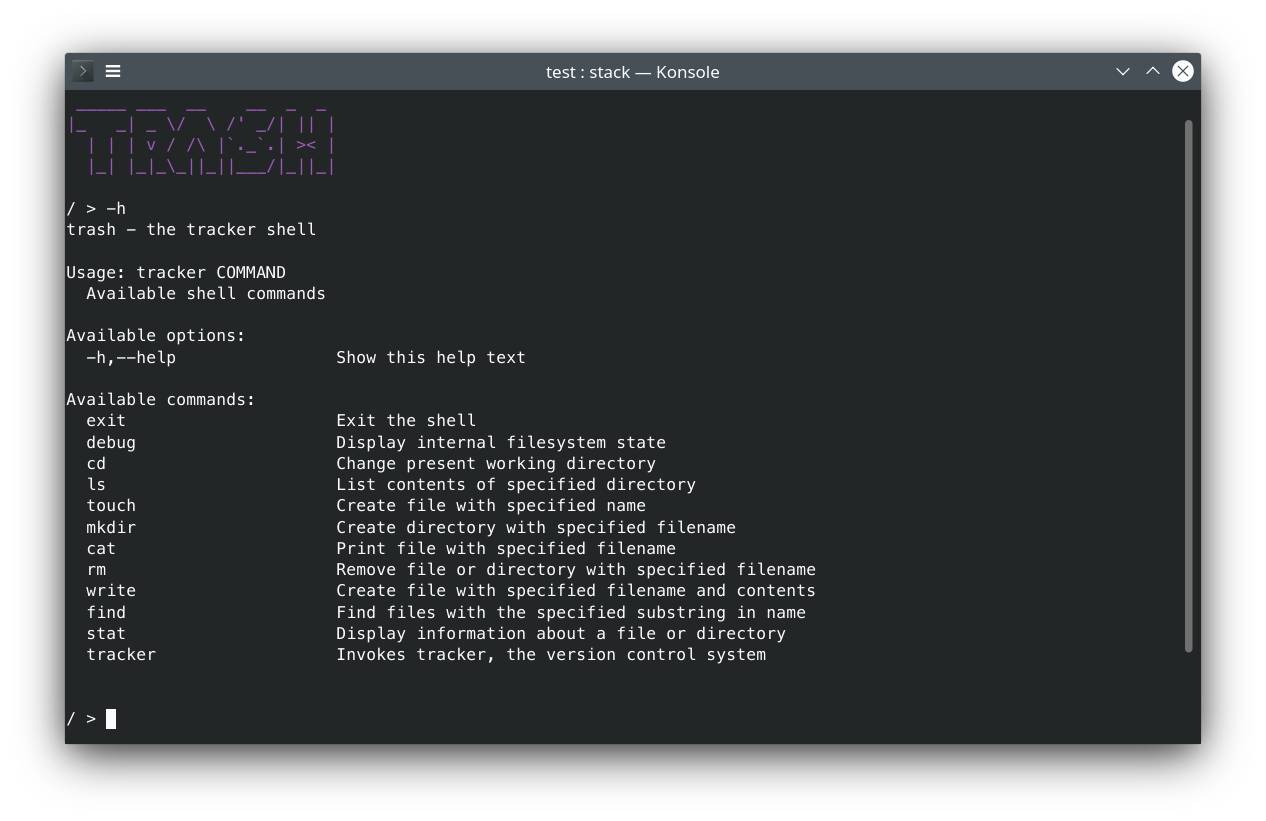 test : stack — Konsole
 _____ ___  __    __  _  _
|_   _| _ \/  \ /' _/| || |
  | | | v / /\ |`._`.| >< |
  |_| |_|_\_||_||___/|_||_|
/ > -h
trash - the tracker shell
Usage: tracker COMMAND
  Available shell commands
Available options:
  -h,--help                Show this help text
Available commands:
  exit                     Exit the shell
  debug                    Display internal filesystem state
  cd                       Change present working directory
  ls                       List contents of specified directory
  touch                    Create file with specified name
  mkdir                    Create directory with specified filename
  cat                      Print file with specified filename
  rm                       Remove file or directory with specified filename
  write                    Create file with specified filename and contents
  find                     Find files with the specified substring in name
  stat                     Display information about a file or directory
  tracker                  Invokes tracker, the version control system
/ >